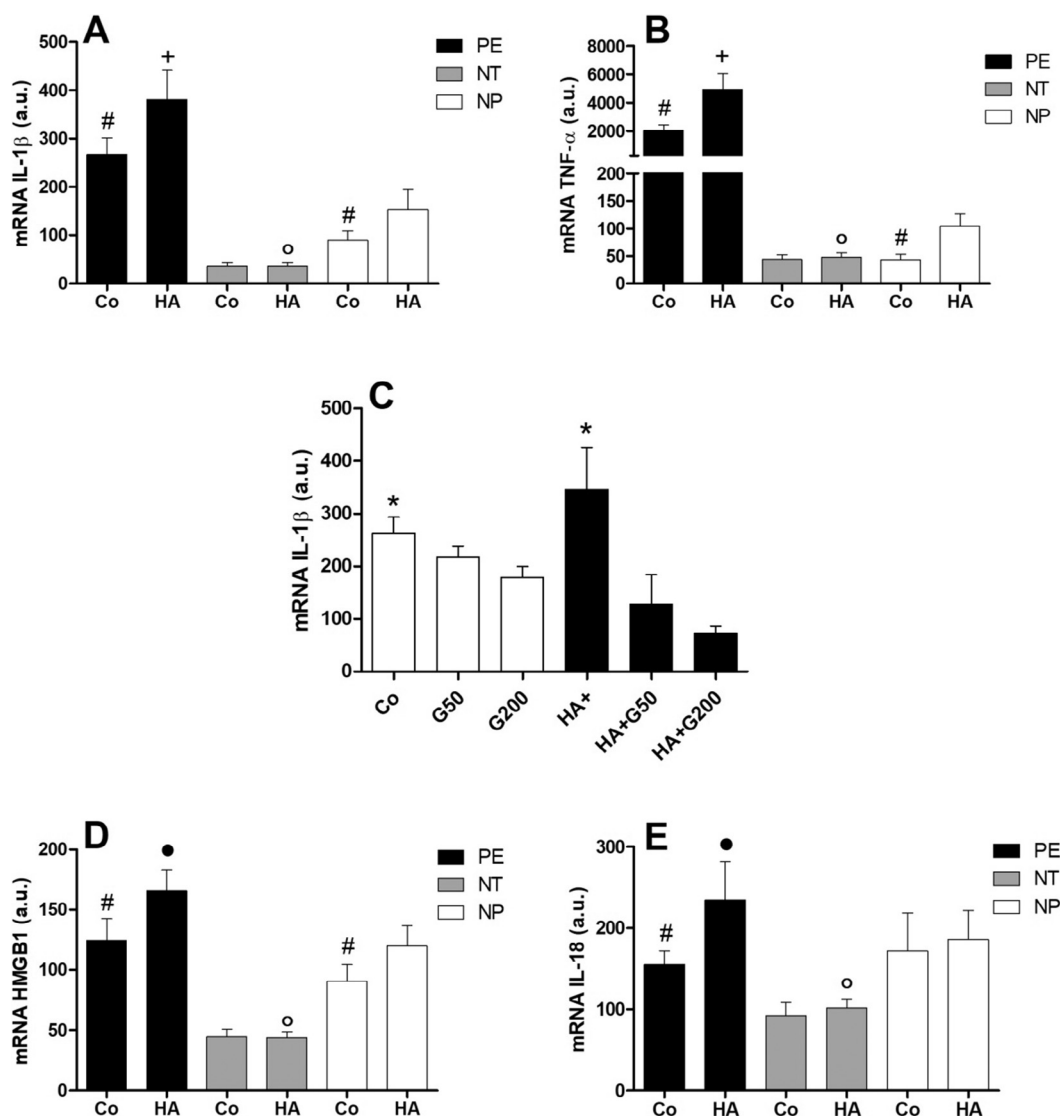 A
mRNA IL-1β (a.u.)
500
400
300
200
100
0
#
+
o
#
Co HA Co HA Co HA
PE
NT
NP
B
mRNA TNF-α (a.u.)
8000
6000
4000
2000
200
150
100
50
0
#
+
o
#
Co HA Co HA Co HA
PE
NT
NP
C
mRNA IL-1β (a.u.)
500
400
300
200
100
0
*
*
Co G50 G200 HA+ HA+G50 HA+G200
D
mRNA HMGB1 (a.u.)
200
150
100
50
0
#
●
o
#
Co HA Co HA Co HA
PE
NT
NP
E
mRNA IL-18 (a.u.)
300
200
100
0
#
●
o
Co HA Co HA Co HA
PE
NT
NP